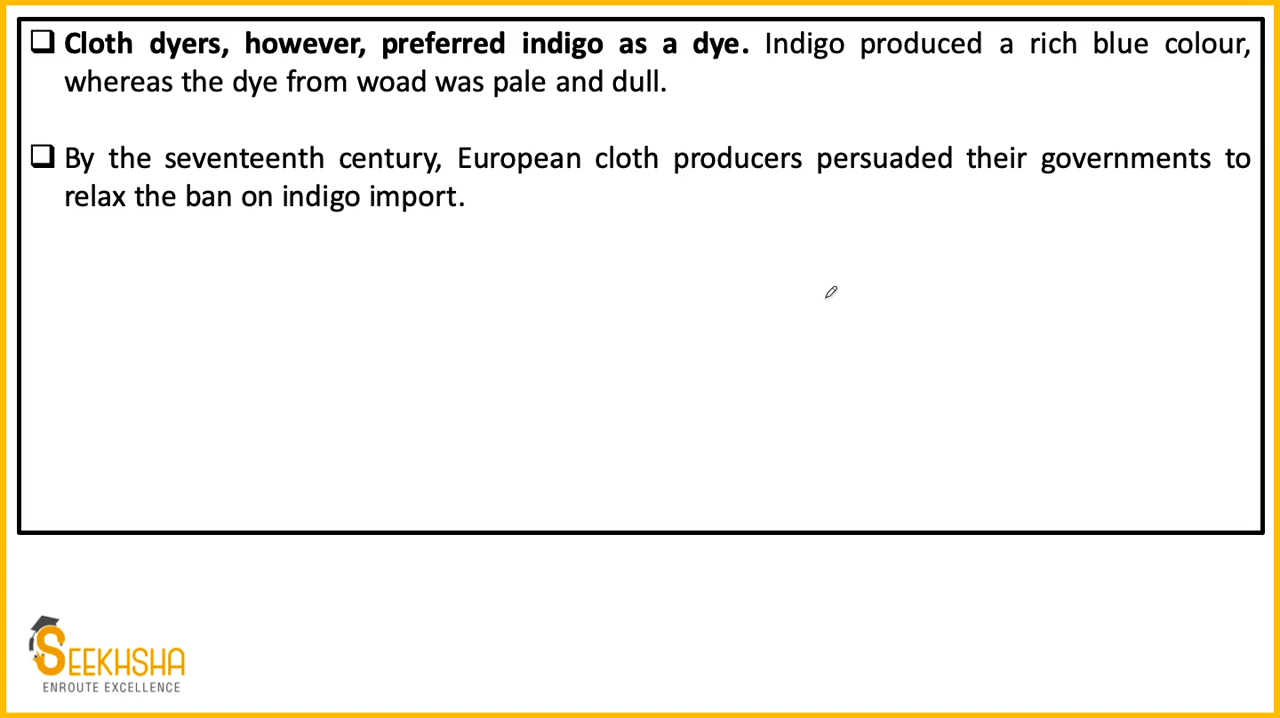 ❑ Cloth dyers, however, preferred indigo as a dye. Indigo produced a rich blue colour,
whereas the dye from woad was pale and dull.
❑ By the seventeenth century, European cloth producers persuaded their governments to
relax the ban on indigo import.
SEEKHSHA
ENROUTE EXCELLENCE